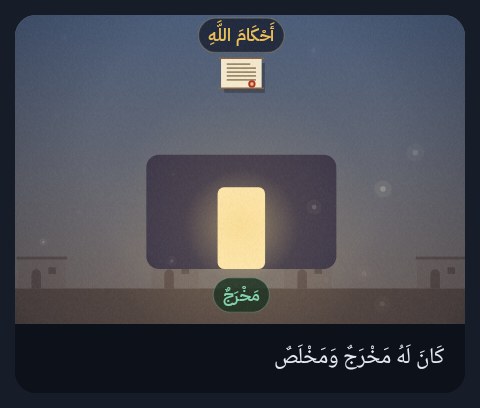 أَحْكَامَ اللَّهِ
مَخْرَجٌ
كَانَ لَهُ مَخْرَجٌ وَمَخْلَصٌ